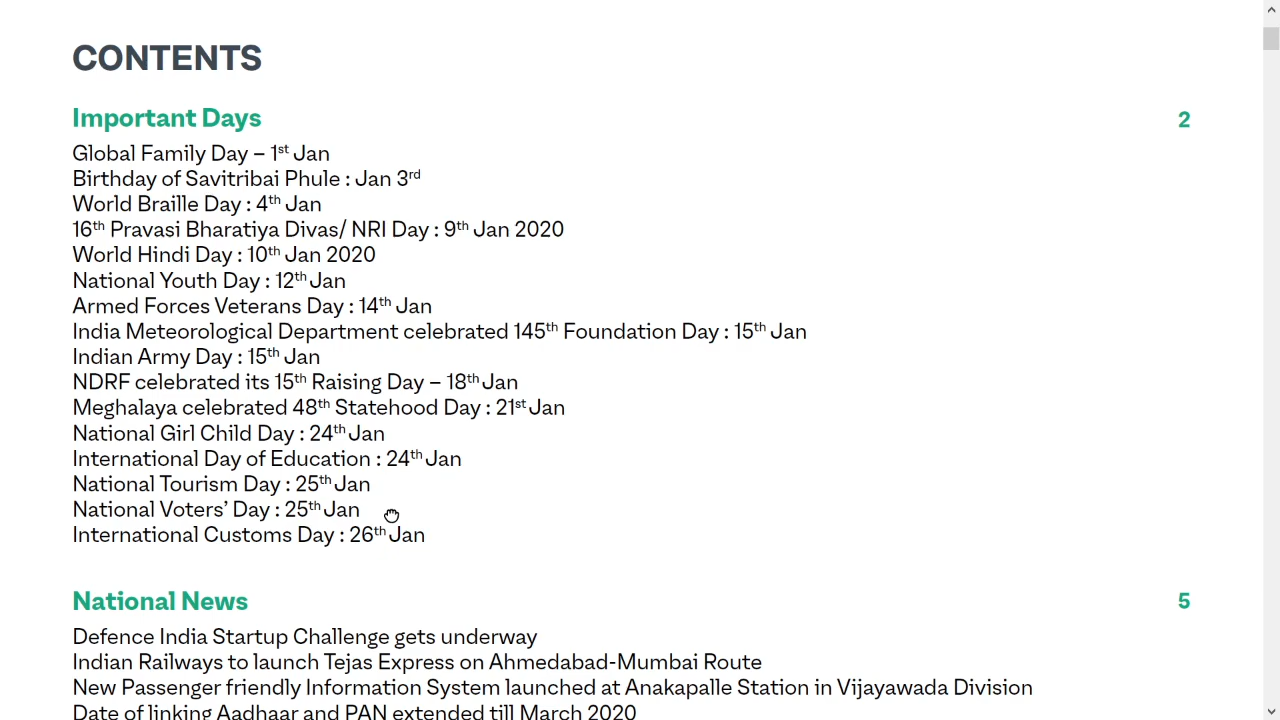 CONTENTS
Important Days 2
Global Family Day – 1st Jan
Birthday of Savitribai Phule : Jan 3rd
World Braille Day : 4th Jan
16th Pravasi Bharatiya Divas/ NRI Day : 9th Jan 2020
World Hindi Day : 10th Jan 2020
National Youth Day : 12th Jan
Armed Forces Veterans Day : 14th Jan
India Meteorological Department celebrated 145th Foundation Day : 15th Jan
Indian Army Day : 15th Jan
NDRF celebrated its 15th Raising Day – 18th Jan
Meghalaya celebrated 48th Statehood Day : 21st Jan
National Girl Child Day : 24th Jan
International Day of Education : 24th Jan
National Tourism Day : 25th Jan
National Voters’ Day : 25th Jan
International Customs Day : 26th Jan
National News 5
Defence India Startup Challenge gets underway
Indian Railways to launch Tejas Express on Ahmedabad-Mumbai Route
New Passenger friendly Information System launched at Anakapalle Station in Vijayawada Division
Date of linking Aadhaar and PAN extended till March 2020